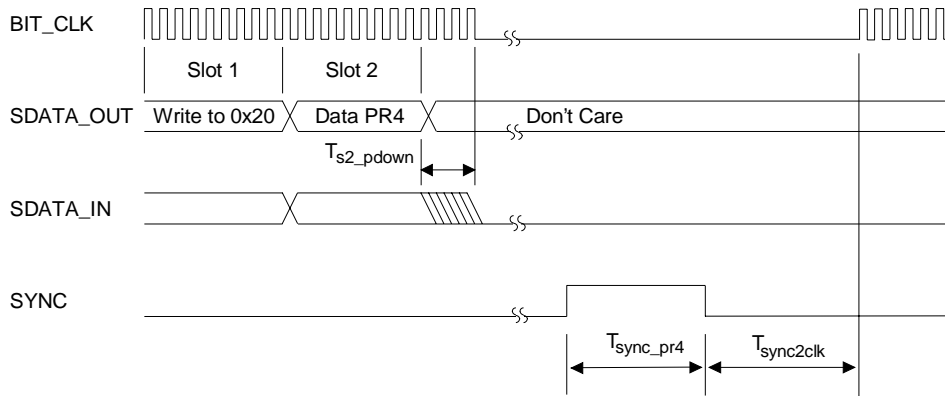 BIT_CLK
Slot 1 Slot 2
SDATA_OUT Write to 0x20 Data PR4 Don't Care
Ts2_pdown
SDATA_IN
SYNC
Tsync_pr4 Tsync2clk